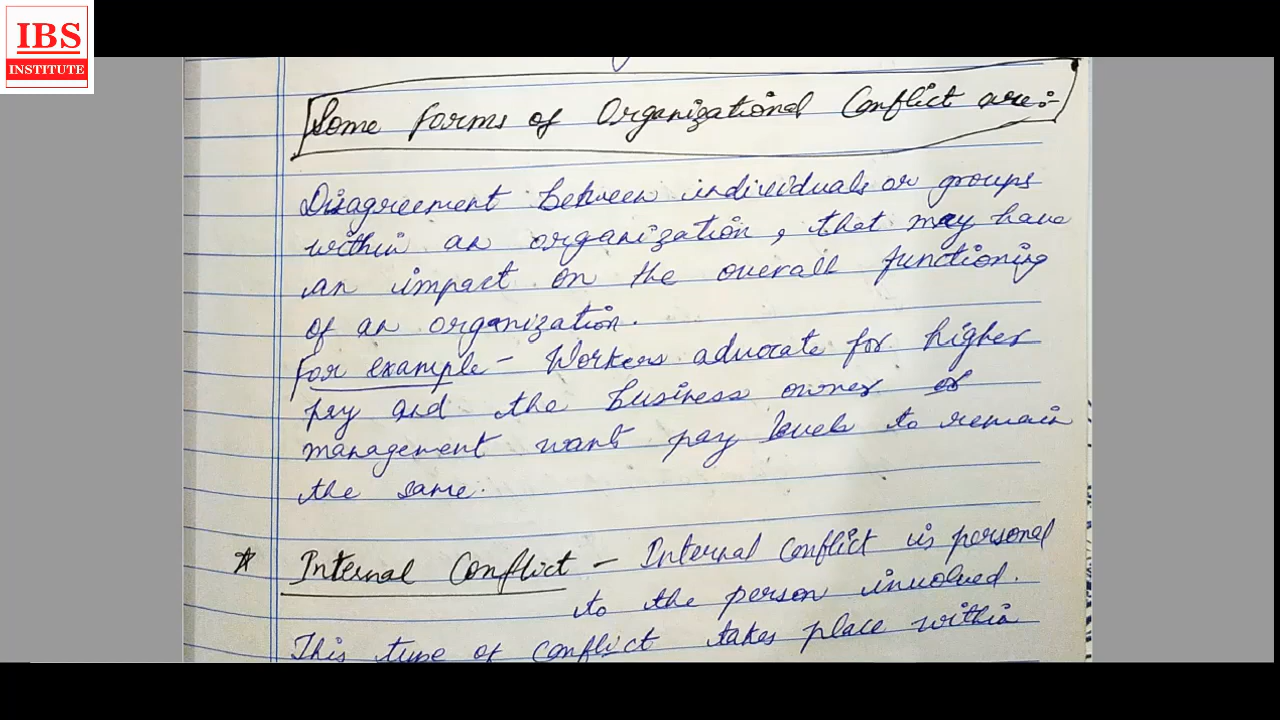 IBS
INSTITUTE
Some forms of Organizational Conflict are:-
Disagreement between individuals or groups
within an organization, that may have
an impact on the overall functioning
of an organization.
For example - Workers advocate for higher
pay and the business owner or
management want pay levels to remain
the same.
* Internal Conflict - Internal conflict is personal
to the person involved.
This type of conflict takes place within